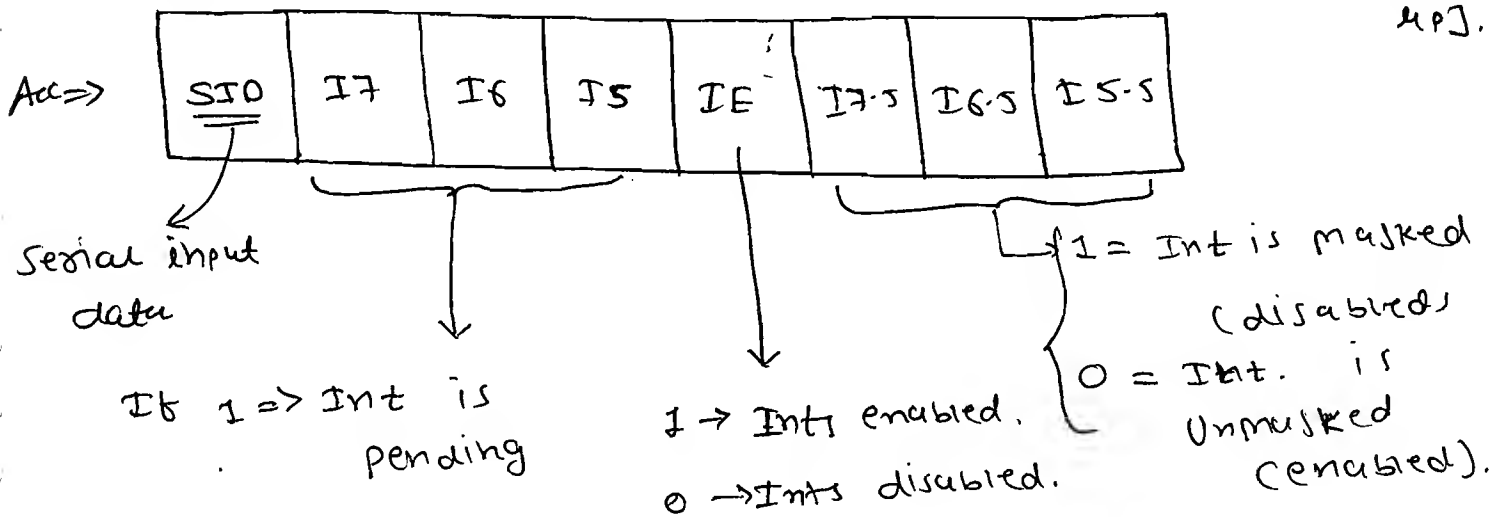 μp].
Acc=> SID I7 I6 I5 IE I7.5 I6.5 I5.5
Serial input
data
If 1 => Int is
pending
1 → Ints enabled.
0 → Ints disabled.
1 = Int is masked
(disabled)
0 = Int. is
Unmasked
(enabled).